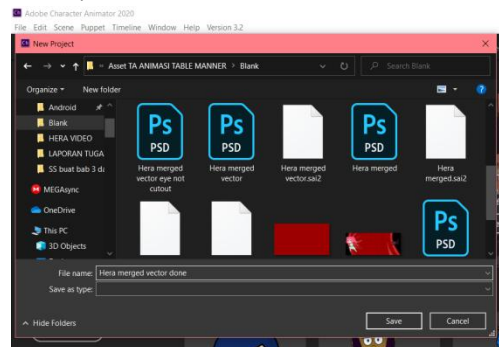 Adobe Character Animator 2020
File Edit Scene Puppet Timeline Window Help Version 3.2
New Project
« Asset TA ANIMASI TABLE MANNER > Blank
Search Blank
Organize
New folder
Android
Blank
HERA VIDEO
LAPORAN TUGA
SS buat bab 3 da
MEGAsync
OneDrive
This PC
3D Objects
Ps
PSD
Hera merged vector eye not cutout
Ps
PSD
Hera merged vector
Hera merged vector.sai2
Ps
PSD
Hera merged
Hera merged.sai2
Ps
PSD
File name: Hera merged vector done
Save as type:
Hide Folders
Save
Cancel